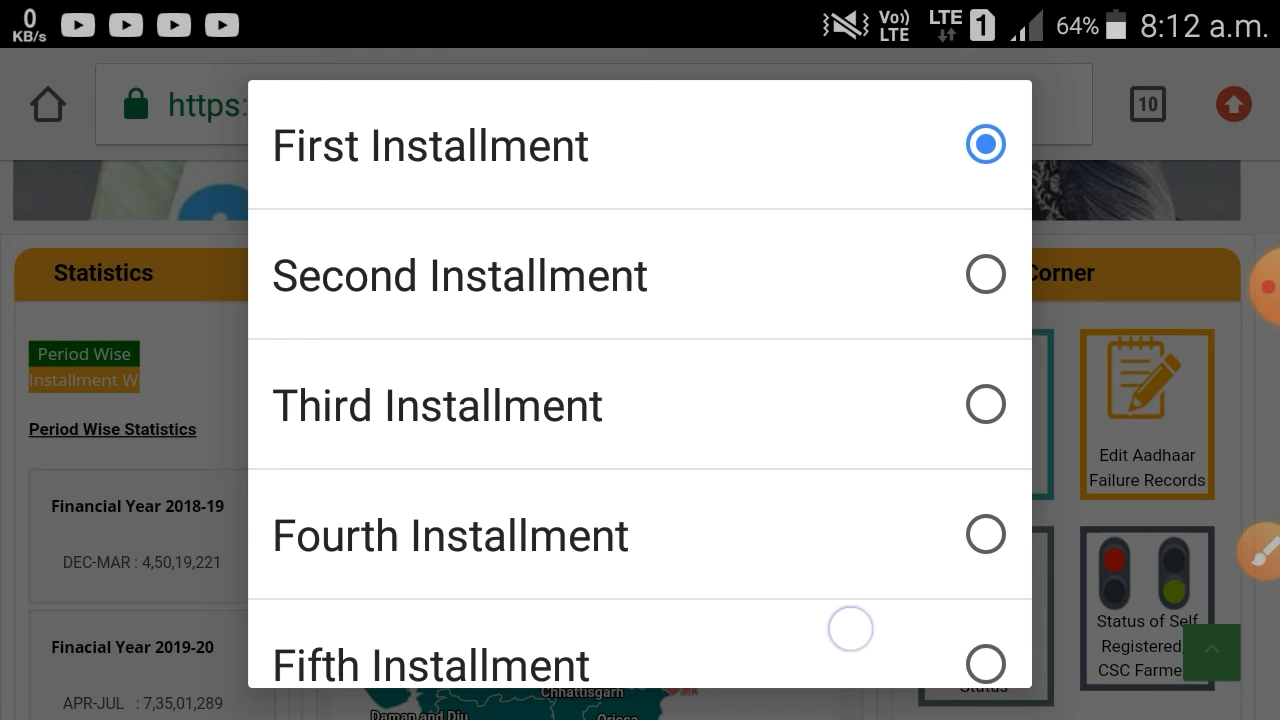 0
KB/s
Vo))
LTE
LTE
1
64%
8:12 a.m.
https:
10
First Installment
Second Installment
Third Installment
Fourth Installment
Fifth Installment
Statistics
Period Wise
Installment W
Period Wise Statistics
Financial Year 2018-19
DEC-MAR : 4,50,19,221
Finacial Year 2019-20
APR-JUL : 7,35,01,289
Chhattisgarh
Daman and Diu
Orissa
Corner
Edit Aadhaar
Failure Records
Status of Self
Registered
CSC Farme
Status